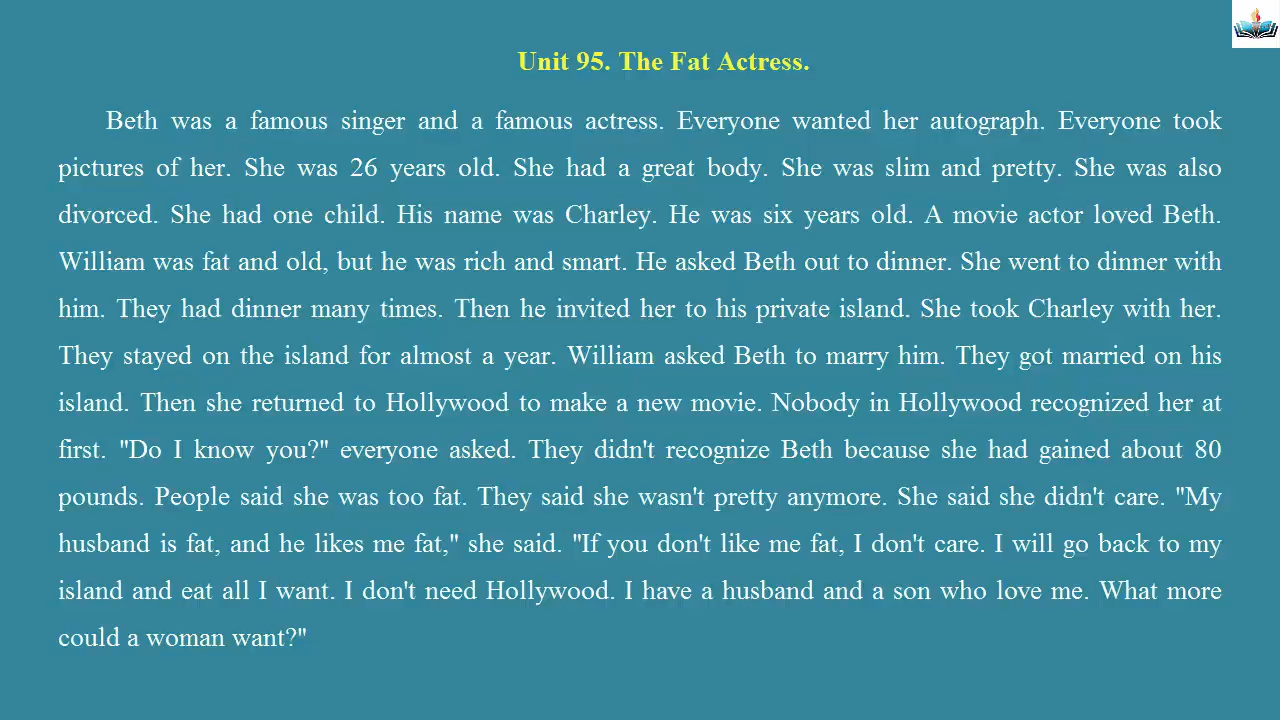 Unit 95. The Fat Actress.
Beth was a famous singer and a famous actress. Everyone wanted her autograph. Everyone took
pictures of her. She was 26 years old. She had a great body. She was slim and pretty. She was also
divorced. She had one child. His name was Charley. He was six years old. A movie actor loved Beth.
William was fat and old, but he was rich and smart. He asked Beth out to dinner. She went to dinner with
him. They had dinner many times. Then he invited her to his private island. She took Charley with her.
They stayed on the island for almost a year. William asked Beth to marry him. They got married on his
island. Then she returned to Hollywood to make a new movie. Nobody in Hollywood recognized her at
first. "Do I know you?" everyone asked. They didn't recognize Beth because she had gained about 80
pounds. People said she was too fat. They said she wasn't pretty anymore. She said she didn't care. "My
husband is fat, and he likes me fat," she said. "If you don't like me fat, I don't care. I will go back to my
island and eat all I want. I don't need Hollywood. I have a husband and a son who love me. What more
could a woman want?"